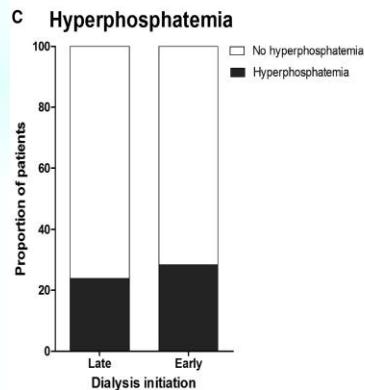 C Hyperphosphatemia
No hyperphosphatemia
Hyperphosphatemia
Proportion of patients
100
80
60
40
20
0
Late Early
Dialysis initiation